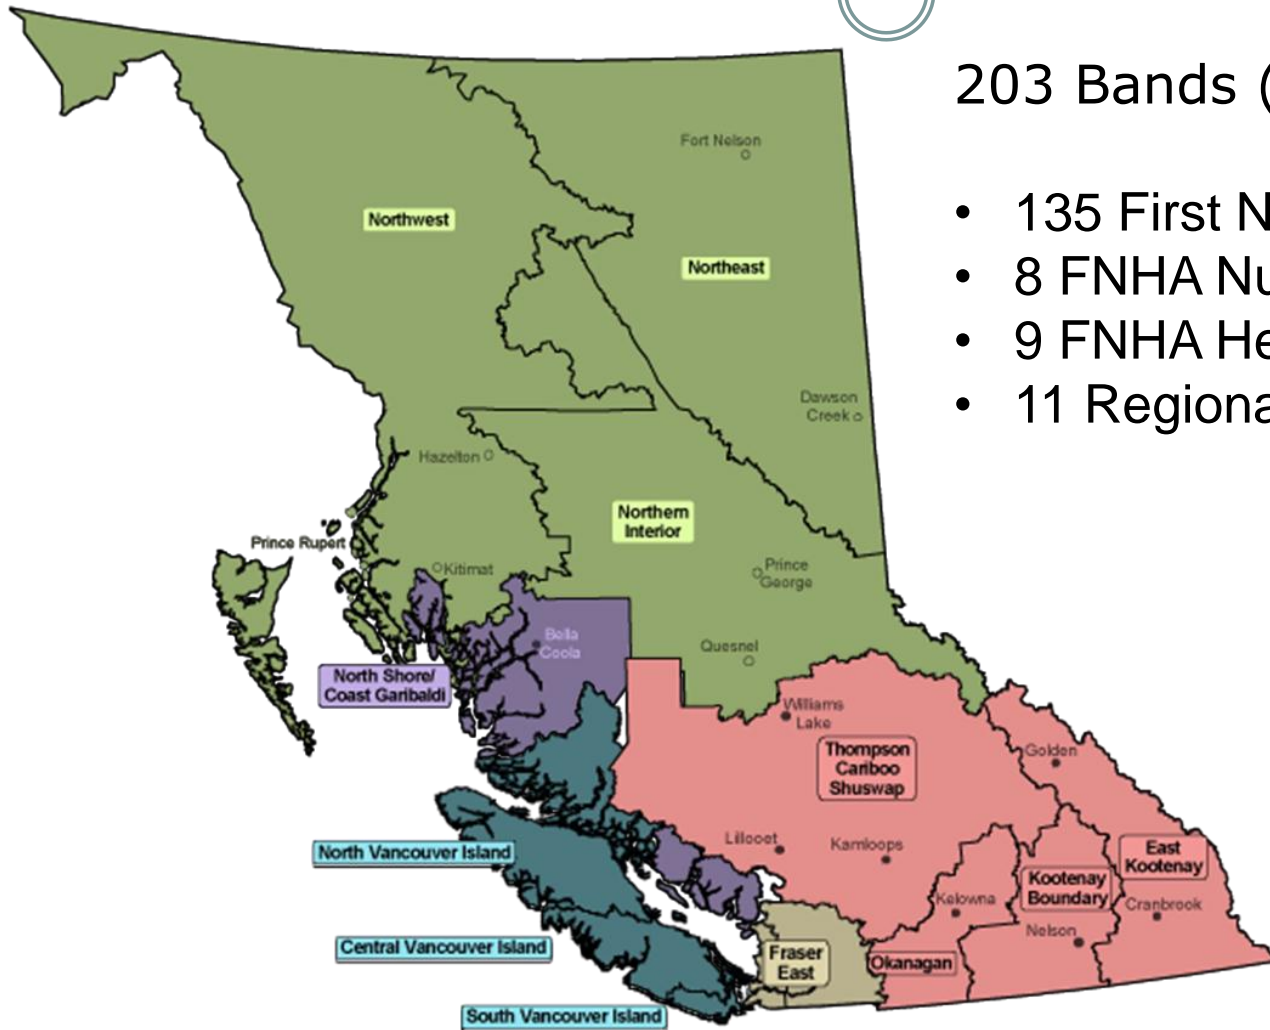 203 Bands (
• 135 First N
• 8 FNHA Nu
• 9 FNHA He
• 11 Regiona
Fort Nelson
Northwest
Northeast
Dawson
Creek
Hazelton
Northern
Interior
Prince Rupert
Kitimat
Prince
George
Bella
Coola
Quesnel
North Shore/
Coast Garibaldi
Williams
Lake
Thompson
Cariboo
Shuswap
Golden
North Vancouver Island
Lillooet
Kamloops
East
Kootenay
Kootenay
Boundary
Kelowna
Cranbrook
Nelson
Central Vancouver Island
Fraser
East
Okanagan
South Vancouver Island